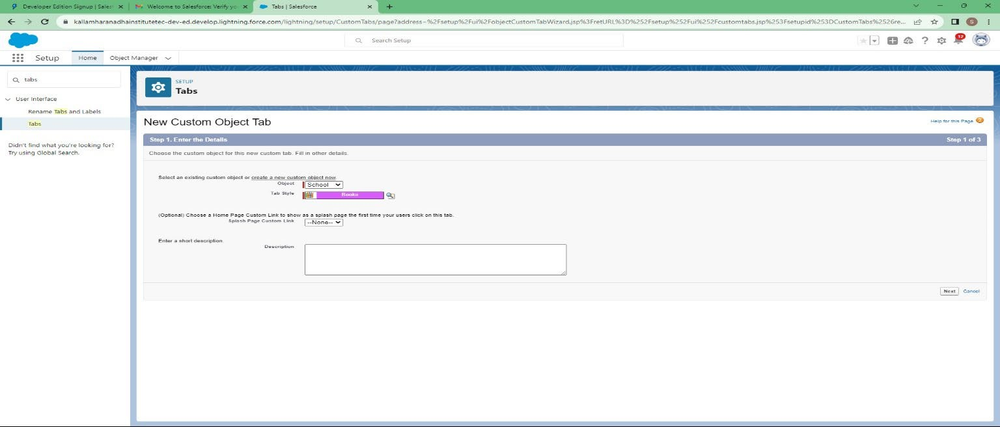 Developer Edition Signup | Sales
Welcome to Salesforce: Verify yo
Tabs | Salesforce
kallamharanadhainstitutetec-dev-ed.develop.lightning.force.com/lightning/setup/CustomTabs/page?address=%2Fsetup%2Fui%2FobjectCustomTabWizard.jsp%3FretURL%3D%252Fsetup%252Fui%252Fcustomtabs.jsp%253Fsetupid%253DCustomTabs%2526re...
S
Search Setup
12
Setup
Home
Object Manager
tabs
User Interface
Rename Tabs and Labels
Tabs
Didn't find what you're looking for?
Try using Global Search.
SETUP
Tabs
New Custom Object Tab
Help for this Page
Step 1. Enter the Details
Step 1 of 3
Choose the custom object for this new custom tab. Fill in other details.
Select an existing custom object or create a new custom object now.
Object School
Tab Style Books
(Optional) Choose a Home Page Custom Link to show as a splash page the first time your users click on this tab.
Splash Page Custom Link --None--
Enter a short description.
Description
Next Cancel